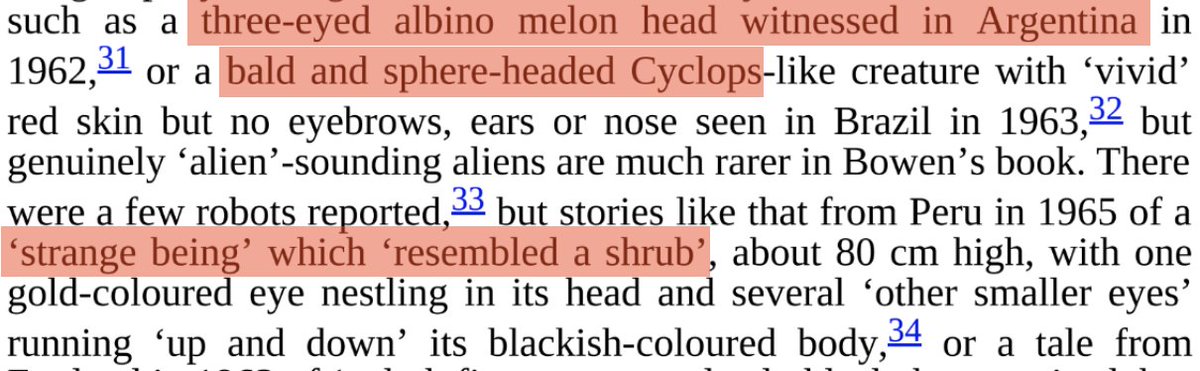 such as a three-eyed albino melon head witnessed in Argentina in
1962,31 or a bald and sphere-headed Cyclops-like creature with ‘vivid’
red skin but no eyebrows, ears or nose seen in Brazil in 1963,32 but
genuinely ‘alien’-sounding aliens are much rarer in Bowen’s book. There
were a few robots reported,33 but stories like that from Peru in 1965 of a
‘strange being’ which ‘resembled a shrub’, about 80 cm high, with one
gold-coloured eye nestling in its head and several ‘other smaller eyes’
running ‘up and down’ its blackish-coloured body,34 or a tale from